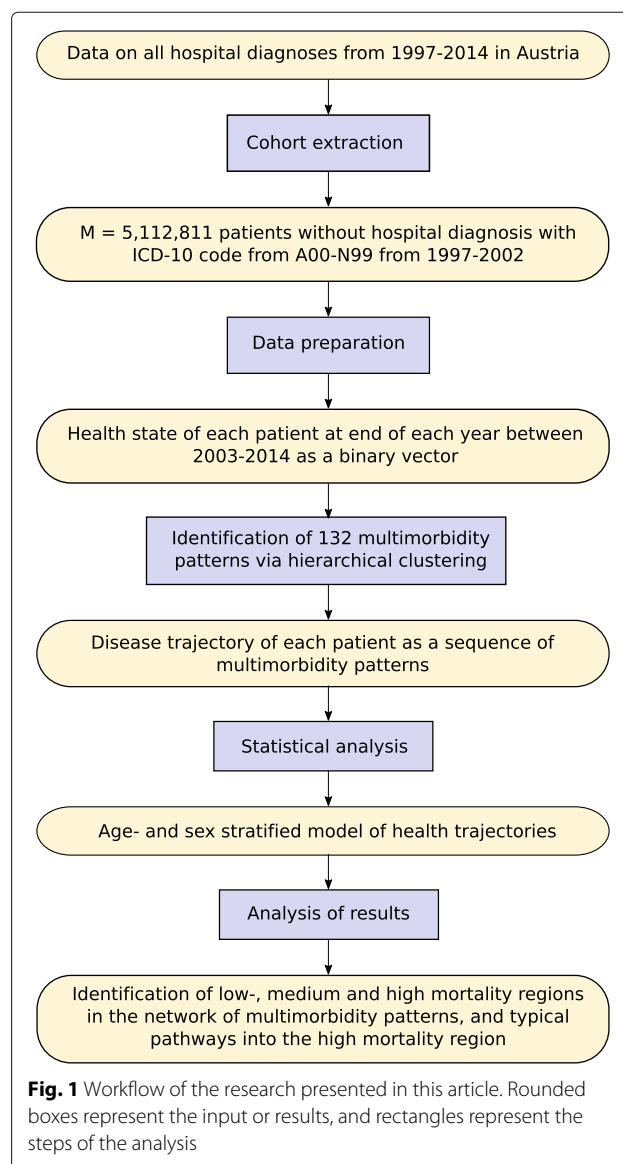 Data on all hospital diagnoses from 1997-2014 in Austria
Cohort extraction
M = 5,112,811 patients without hospital diagnosis with
ICD-10 code from A00-N99 from 1997-2002
Data preparation
Health state of each patient at end of each year between
2003-2014 as a binary vector
Identification of 132 multimorbidity
patterns via hierarchical clustering
Disease trajectory of each patient as a sequence of
multimorbidity patterns
Statistical analysis
Age- and sex stratified model of health trajectories
Analysis of results
Identification of low-, medium and high mortality regions
in the network of multimorbidity patterns, and typical
pathways into the high mortality region
Fig. 1 Workflow of the research presented in this article. Rounded
boxes represent the input or results, and rectangles represent the
steps of the analysis